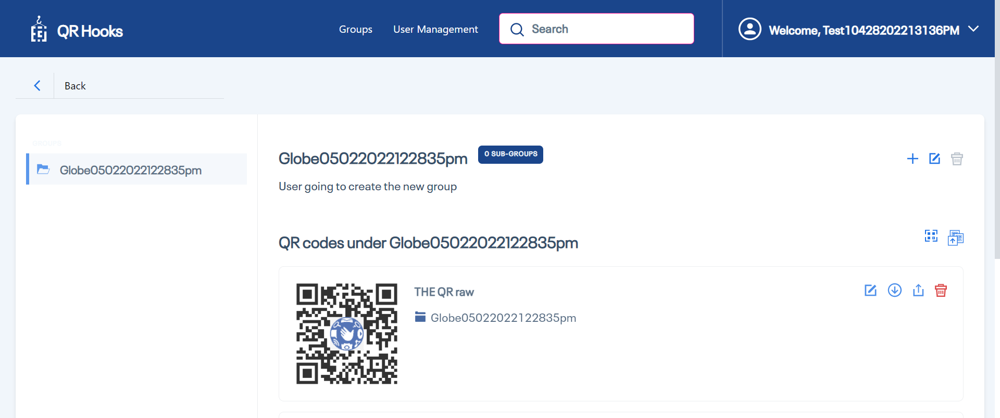 QR Hooks
Groups
User Management
Search
Welcome, Test10428202213136PM
Back
GROUPS
Globe05022022122835pm
Globe05022022122835pm
0 SUB-GROUPS
User going to create the new group
QR codes under Globe05022022122835pm
THE QR raw
Globe05022022122835pm